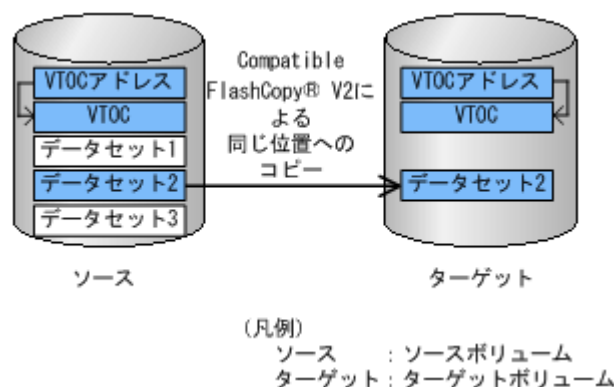 VTOCアドレス
VTOC
データセット1
データセット2
データセット3
ソース
Compatible
FlashCopy® V2に
よる
同じ位置への
コピー
VTOCアドレス
VTOC
データセット2
ターゲット
(凡例)
ソース : ソースボリューム
ターゲット : ターゲットボリューム